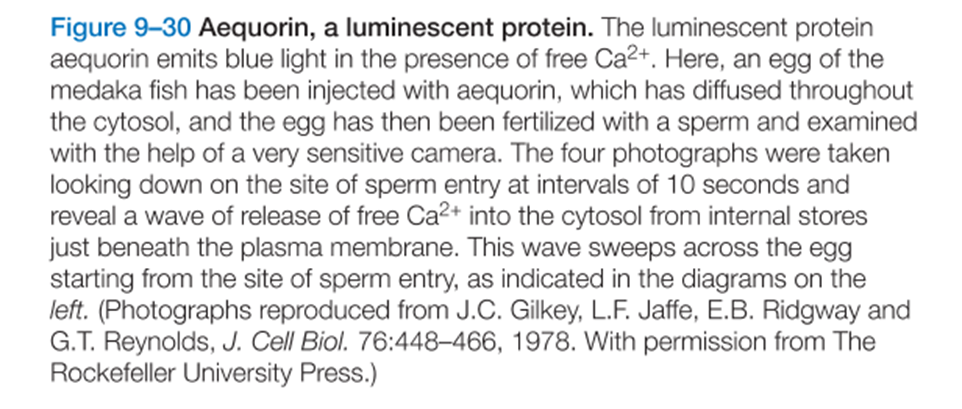 Figure 9–30 Aequorin, a luminescent protein. The luminescent protein
aequorin emits blue light in the presence of free Ca²⁺. Here, an egg of the
medaka fish has been injected with aequorin, which has diffused throughout
the cytosol, and the egg has then been fertilized with a sperm and examined
with the help of a very sensitive camera. The four photographs were taken
looking down on the site of sperm entry at intervals of 10 seconds and
reveal a wave of release of free Ca²⁺ into the cytosol from internal stores
just beneath the plasma membrane. This wave sweeps across the egg
starting from the site of sperm entry, as indicated in the diagrams on the
left. (Photographs reproduced from J.C. Gilkey, L.F. Jaffe, E.B. Ridgway and
G.T. Reynolds, J. Cell Biol. 76:448–466, 1978. With permission from The
Rockefeller University Press.)